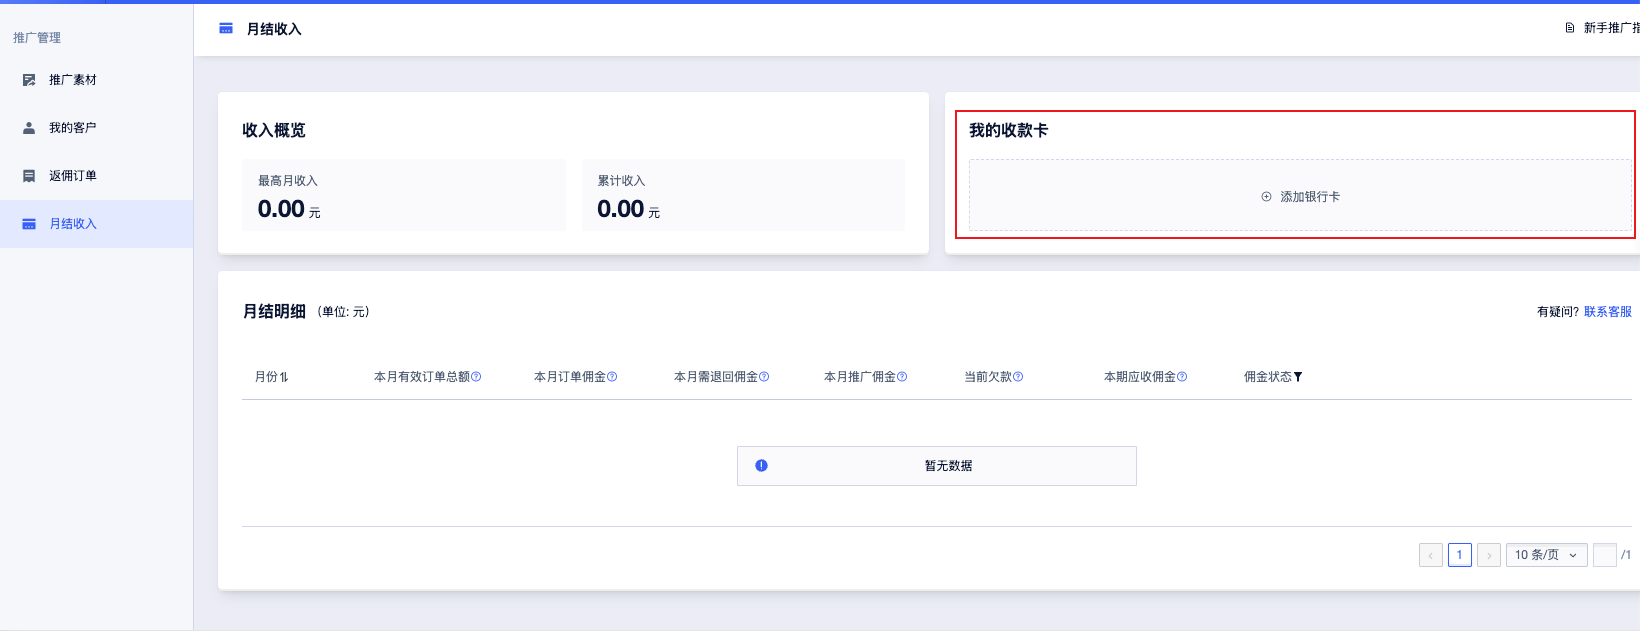 月结收入
新手推广指
推广管理
推广素材
我的客户
返佣订单
月结收入
收入概览
最高月收入
0.00 元
累计收入
0.00 元
我的收款卡
添加银行卡
月结明细 （单位: 元）
有疑问? 联系客服
月份 本月有效订单总额 本月订单佣金 本月需退回佣金 本月推广佣金 当前欠款 本期应收佣金 佣金状态
暂无数据
1 10 条/页 /1